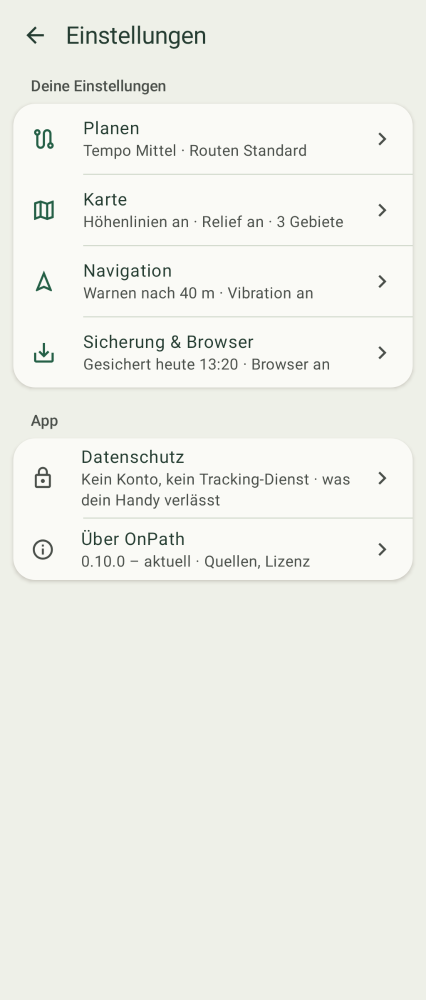 Einstellungen
Deine Einstellungen
Planen
Tempo Mittel · Routen Standard
Karte
Höhenlinien an · Relief an · 3 Gebiete
Navigation
Warnen nach 40 m · Vibration an
Sicherung & Browser
Gesichert heute 13:20 · Browser an
App
Datenschutz
Kein Konto, kein Tracking-Dienst · was
dein Handy verlässt
Über OnPath
0.10.0 – aktuell · Quellen, Lizenz